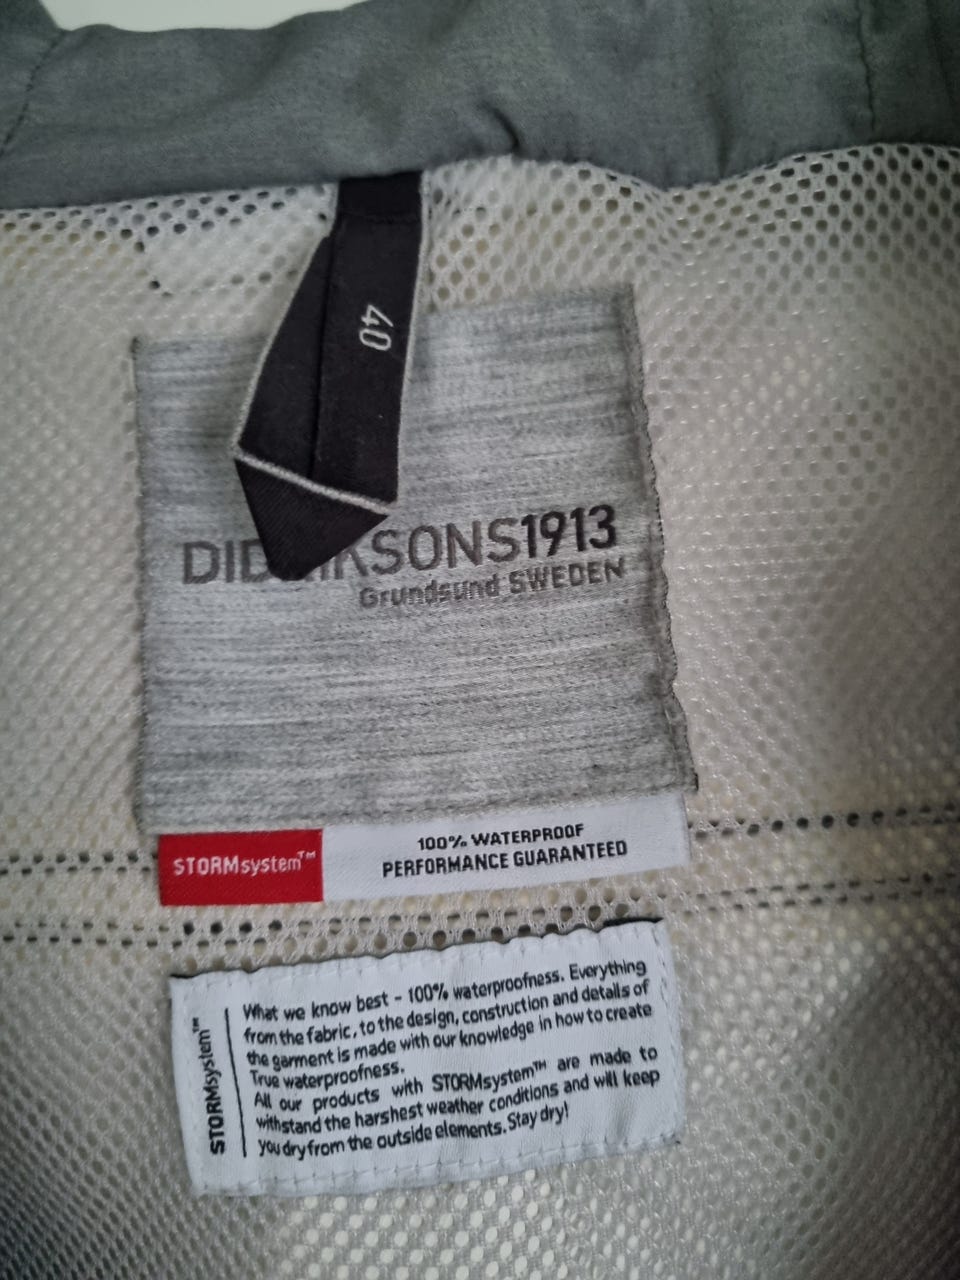 40
DIDRIKSONS1913
Grundsund SWEDEN
STORMsystem™
100% WATERPROOF
PERFORMANCE GUARANTEED
STORMsystem™
What we know best - 100% waterproofness. Everything
from the fabric, to the design, construction and details of
the garment is made with our knowledge in how to create
True waterproofness.
All our products with STORMsystem™ are made to
withstand the harshest weather conditions and will keep
you dry from the outside elements. Stay dry!